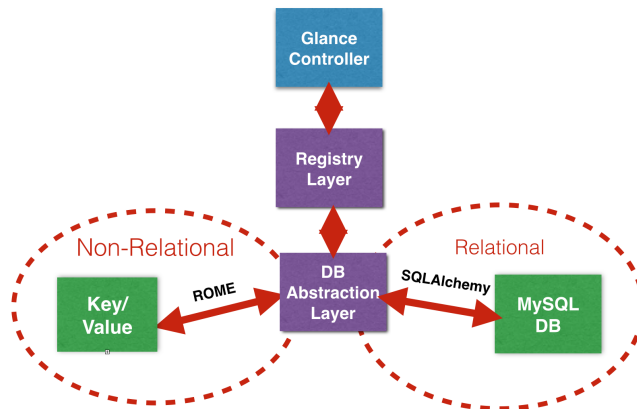 Glance
Controller
Registry
Layer
Non-Relational
Relational
DB
Abstraction
Layer
ROME
SQLAlchemy
Key/
Value
MySQL
DB